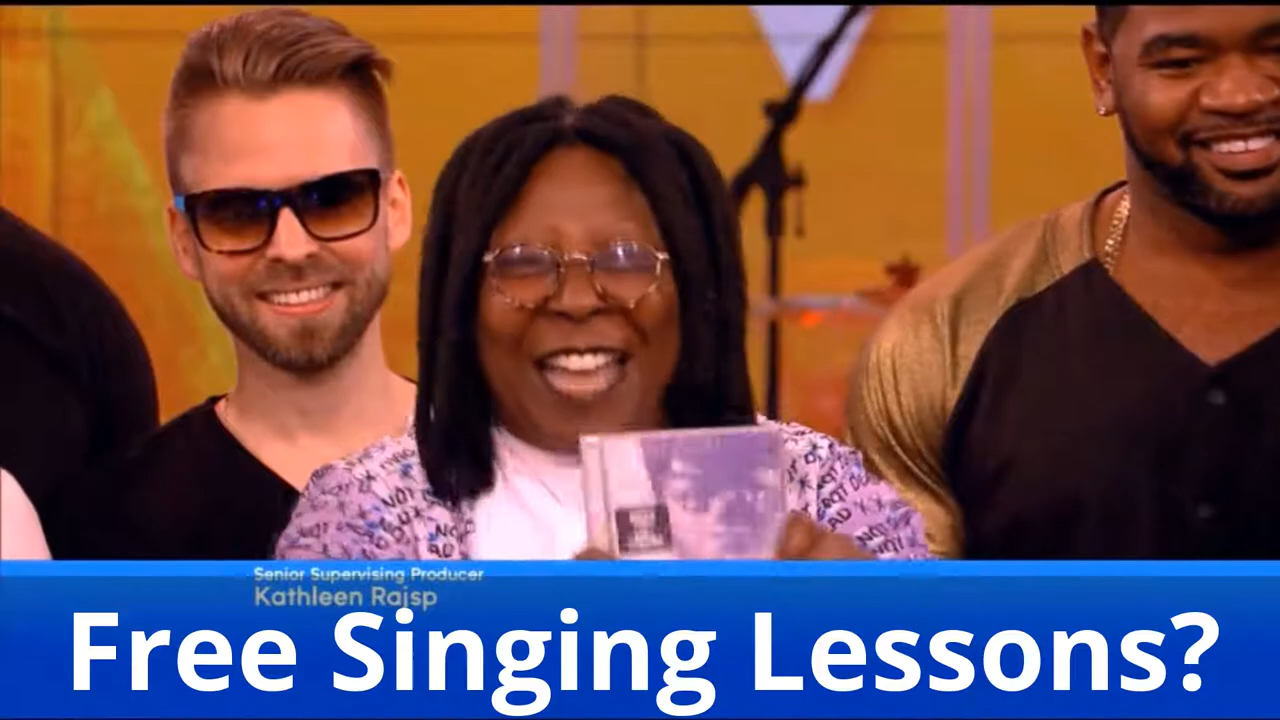 Senior Supervising Producer
Kathleen Rajsp
Free Singing Lessons?